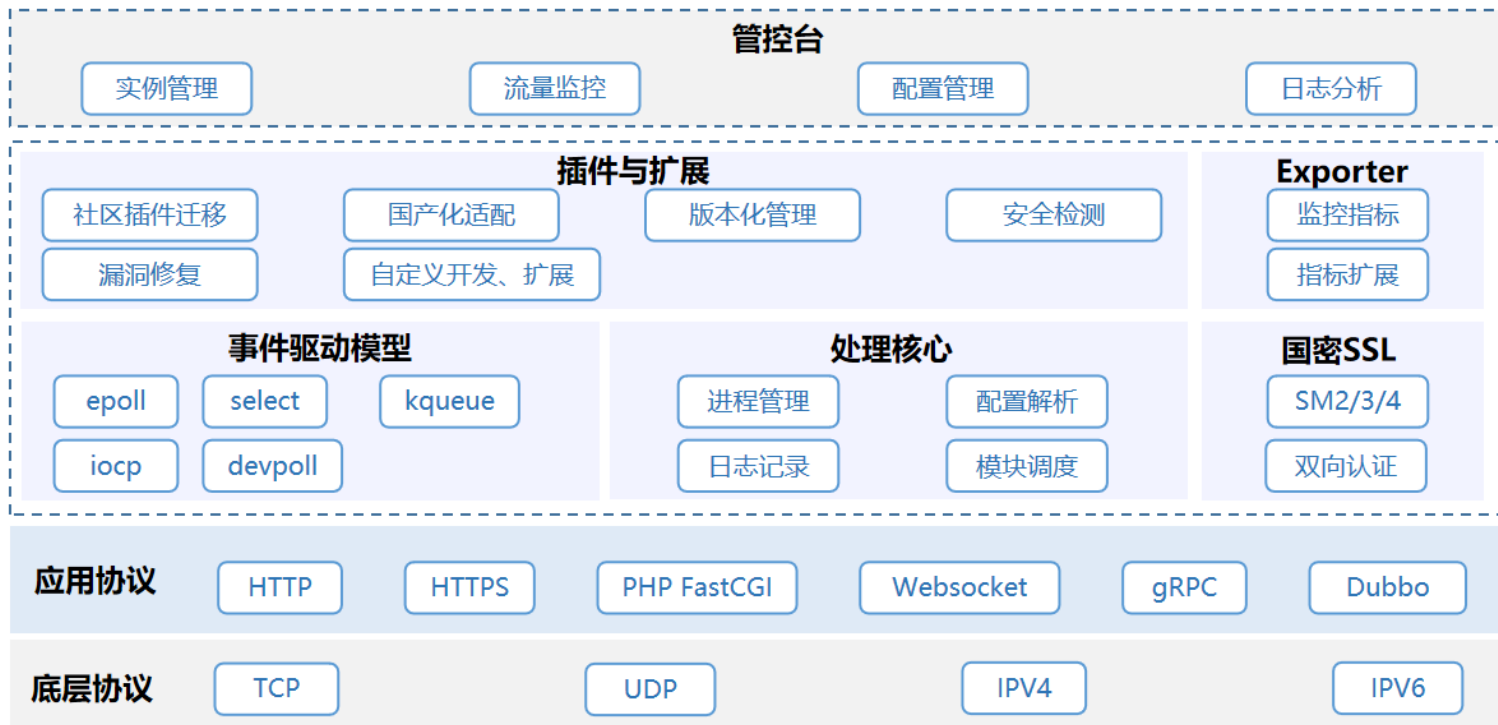 管控台
实例管理 流量监控 配置管理 日志分析
插件与扩展
社区插件迁移 国产化适配 版本化管理 安全检测
漏洞修复 自定义开发、扩展
Exporter
监控指标
指标扩展
事件驱动模型
epoll select kqueue
iocp devpoll
处理核心
进程管理 配置解析
日志记录 模块调度
国密SSL
SM2/3/4
双向认证
应用协议 HTTP HTTPS PHP FastCGI Websocket gRPC Dubbo
底层协议 TCP UDP IPV4 IPV6